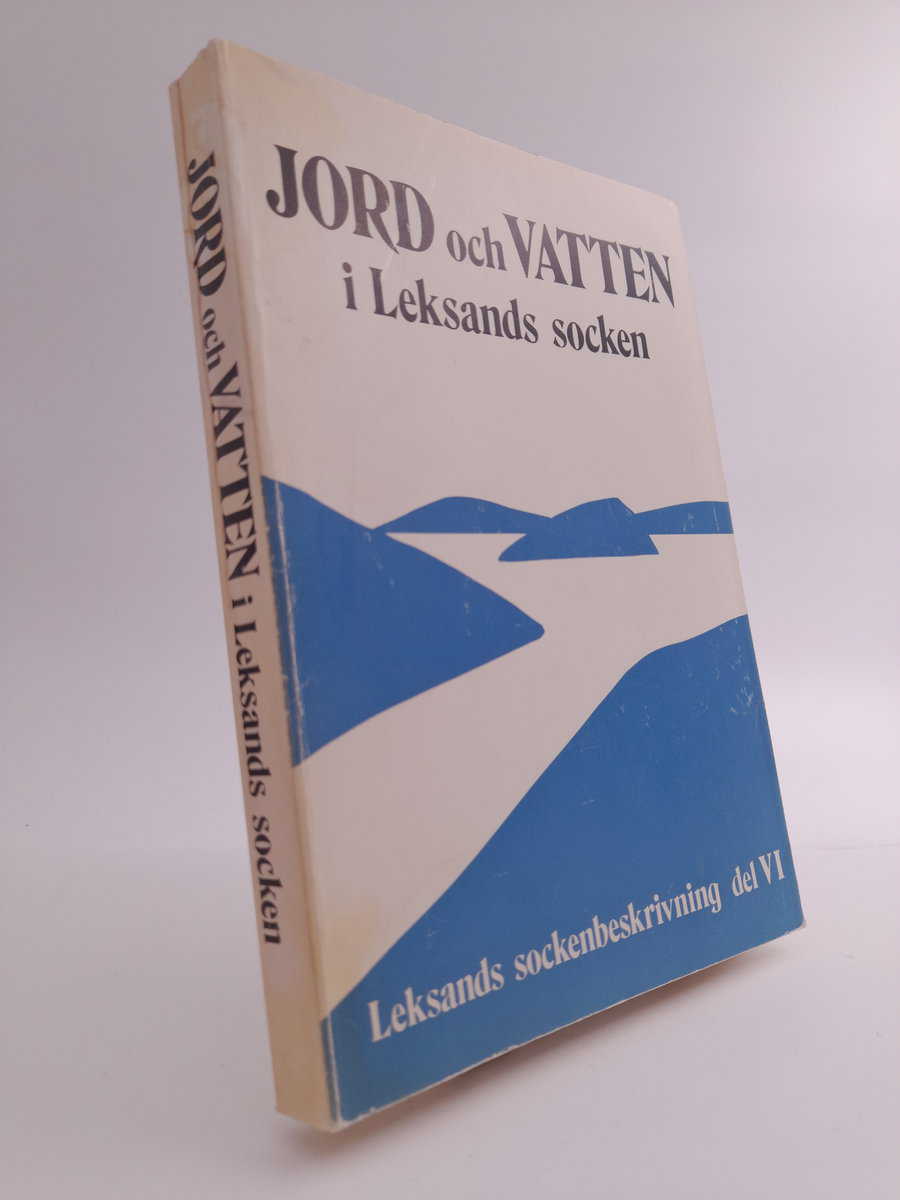 JORD och VATTEN
i Leksands socken
Leksands sockenbeskrivning del VI
JORD och VATTEN i Leksands socken